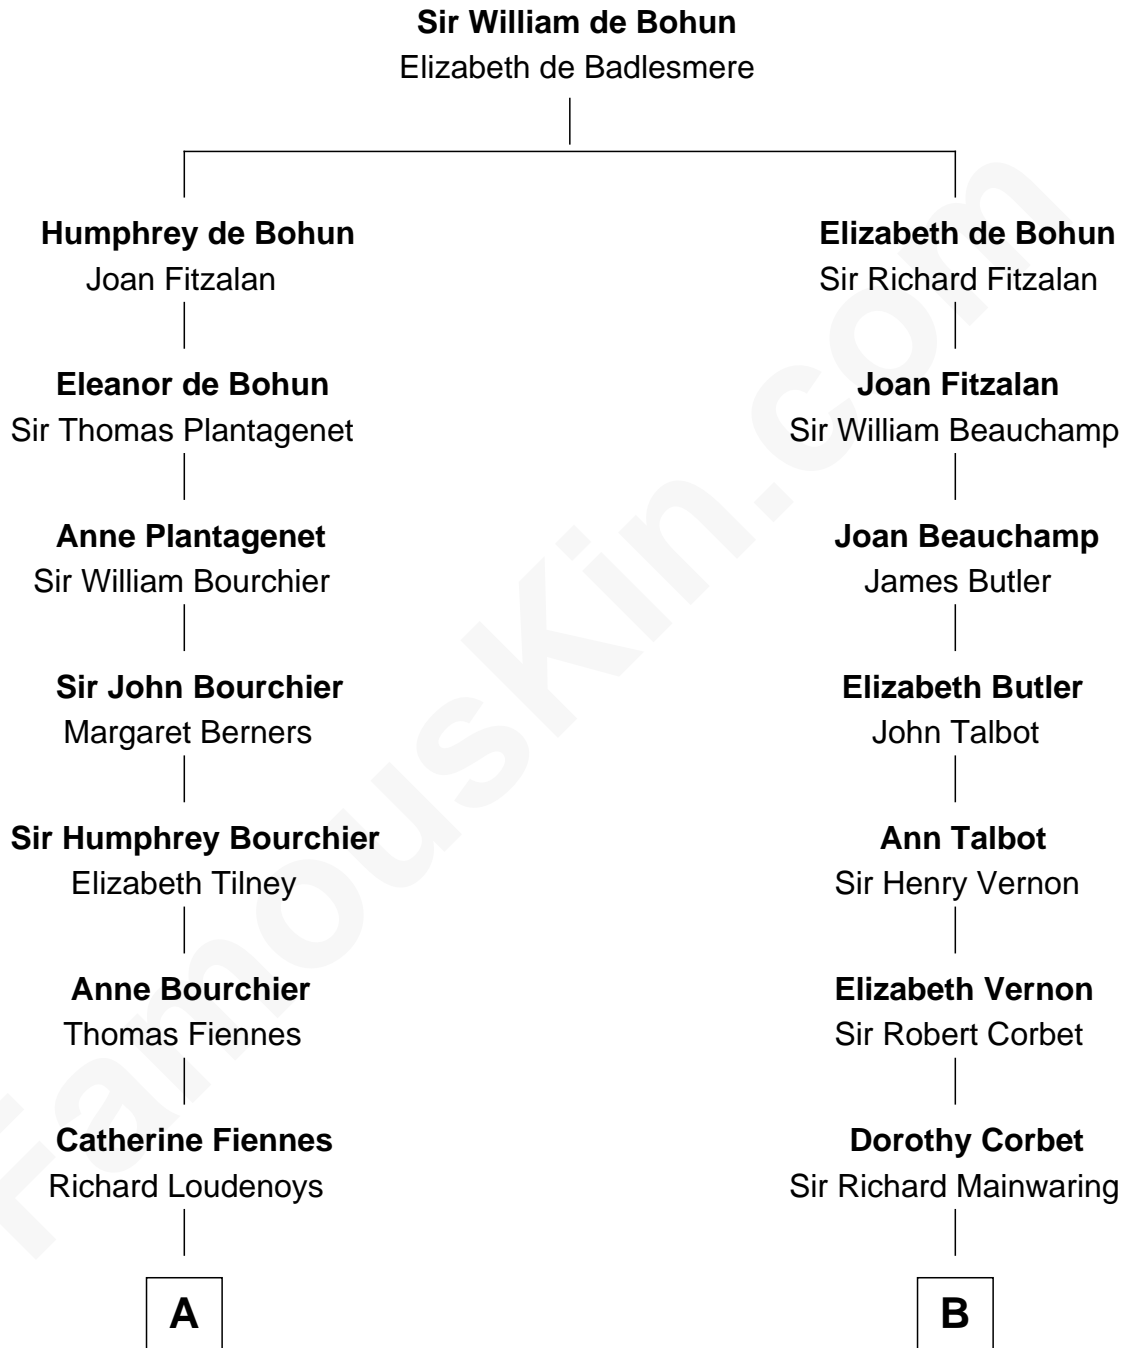 Sir William de Bohun
Elizabeth de Badlesmere
Humphrey de Bohun
Joan Fitzalan
Elizabeth de Bohun
Sir Richard Fitzalan
Eleanor de Bohun
Sir Thomas Plantagenet
Joan Fitzalan
Sir William Beauchamp
Anne Plantagenet
Sir William Bourchier
Joan Beauchamp
James Butler
Sir John Bourchier
Margaret Berners
Elizabeth Butler
John Talbot
Sir Humphrey Bourchier
Elizabeth Tilney
Ann Talbot
Sir Henry Vernon
Anne Bourchier
Thomas Fiennes
Elizabeth Vernon
Sir Robert Corbet
Catherine Fiennes
Richard Loudenoys
Dorothy Corbet
Sir Richard Mainwaring
A
B
FamousKin.com